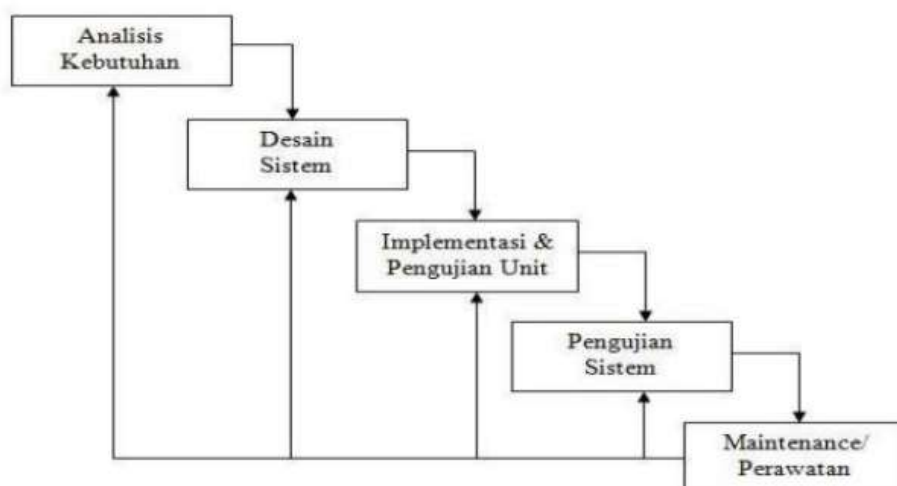 Analisis
Kebutuhan
Desain
Sistem
Implementasi &
Pengujian Unit
Pengujian
Sistem
Maintenance/
Perawatan